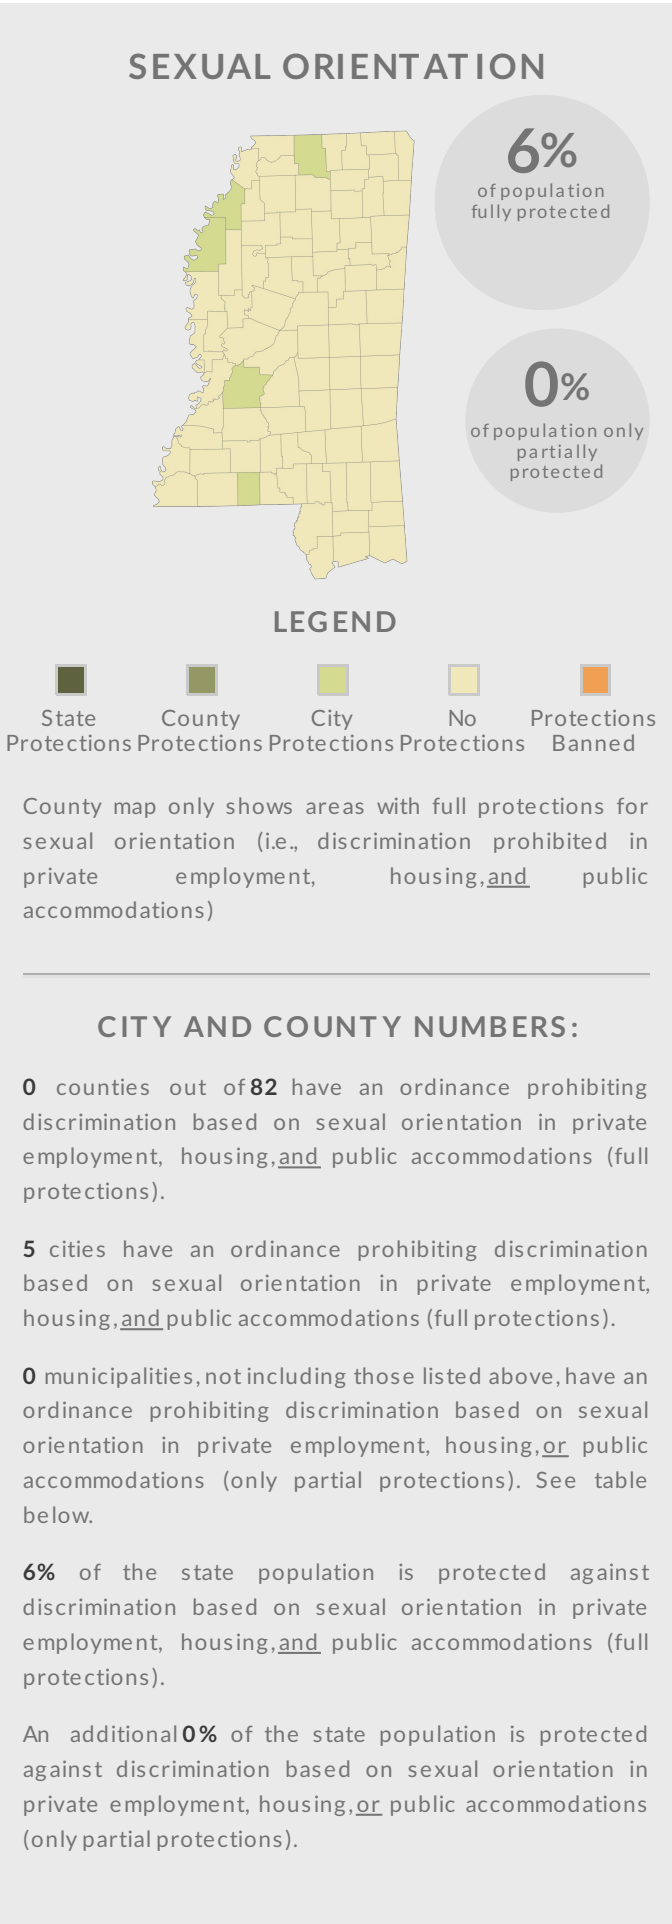 SEXUAL ORIENTATION
6%
of population
fully protected
0%
of population only
partially
protected
LEGEND
State
Protections
County
Protections
City
Protections
No
Protections
Protections
Banned
County map only shows areas with full protections for
sexual orientation (i.e., discrimination prohibited in
private employment, housing, and public
accommodations)
CITY AND COUNTY NUMBERS:
0 counties out of 82 have an ordinance prohibiting
discrimination based on sexual orientation in private
employment, housing, and public accommodations (full
protections).
5 cities have an ordinance prohibiting discrimination
based on sexual orientation in private employment,
housing, and public accommodations (full protections).
0 municipalities, not including those listed above, have an
ordinance prohibiting discrimination based on sexual
orientation in private employment, housing, or public
accommodations (only partial protections). See table
below.
6% of the state population is protected against
discrimination based on sexual orientation in private
employment, housing, and public accommodations (full
protections).
An additional 0% of the state population is protected
against discrimination based on sexual orientation in
private employment, housing, or public accommodations
(only partial protections).